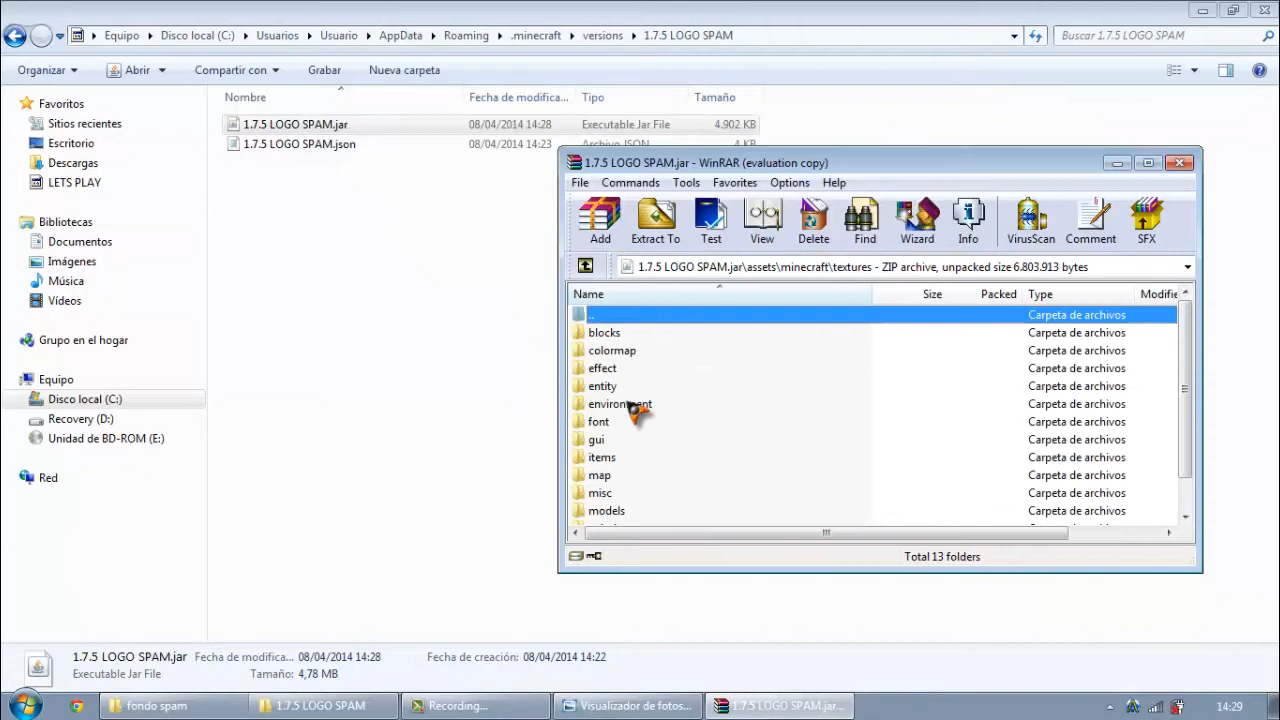 Equipo Disco local (C:) Usuarios Usuario AppData Roaming .minecraft versions 1.7.5 LOGO SPAM Buscar 1.7.5 LOGO SPAM
Organizar Abrir Compartir con Grabar Nueva carpeta
Nombre Fecha de modifica... Tipo Tamaño
Favoritos
Sitios recientes
Escritorio
Descargas
LETS PLAY
Bibliotecas
Documentos
Imágenes
Música
Vídeos
Grupo en el hogar
Equipo
Disco local (C:)
Recovery (D:)
Unidad de BD-ROM (E:)
Red
1.7.5 LOGO SPAM.jar 08/04/2014 14:28 Executable Jar File 4.902 KB
1.7.5 LOGO SPAM.json 08/04/2014 14:23 Archivo JSON 4 KB
1.7.5 LOGO SPAM.jar - WinRAR (evaluation copy)
File Commands Tools Favorites Options Help
Add Extract To Test View Delete Find Wizard Info VirusScan Comment SFX
1.7.5 LOGO SPAM.jar\assets\minecraft\textures - ZIP archive, unpacked size 6.803.913 bytes
Name Size Packed Type Modifie
.. Carpeta de archivos
blocks Carpeta de archivos
colormap Carpeta de archivos
effect Carpeta de archivos
entity Carpeta de archivos
environment Carpeta de archivos
font Carpeta de archivos
gui Carpeta de archivos
items Carpeta de archivos
map Carpeta de archivos
misc Carpeta de archivos
models Carpeta de archivos
Total 13 folders
1.7.5 LOGO SPAM.jar Fecha de modifica... 08/04/2014 14:28 Fecha de creación: 08/04/2014 14:22
Executable Jar File Tamaño: 4,78 MB
fondo spam 1.7.5 LOGO SPAM Recording... Visualizador de fotos... 1.7.5 LOGO SPAM.jar... 14:29